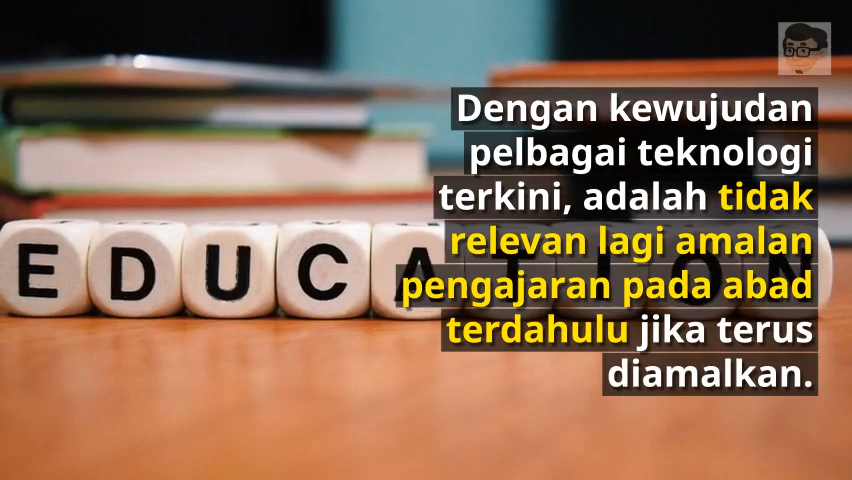 EDUCATION
Dengan kewujudan
pelbagai teknologi
terkini, adalah tidak
relevan lagi amalan
pengajaran pada abad
terdahulu jika terus
diamalkan.